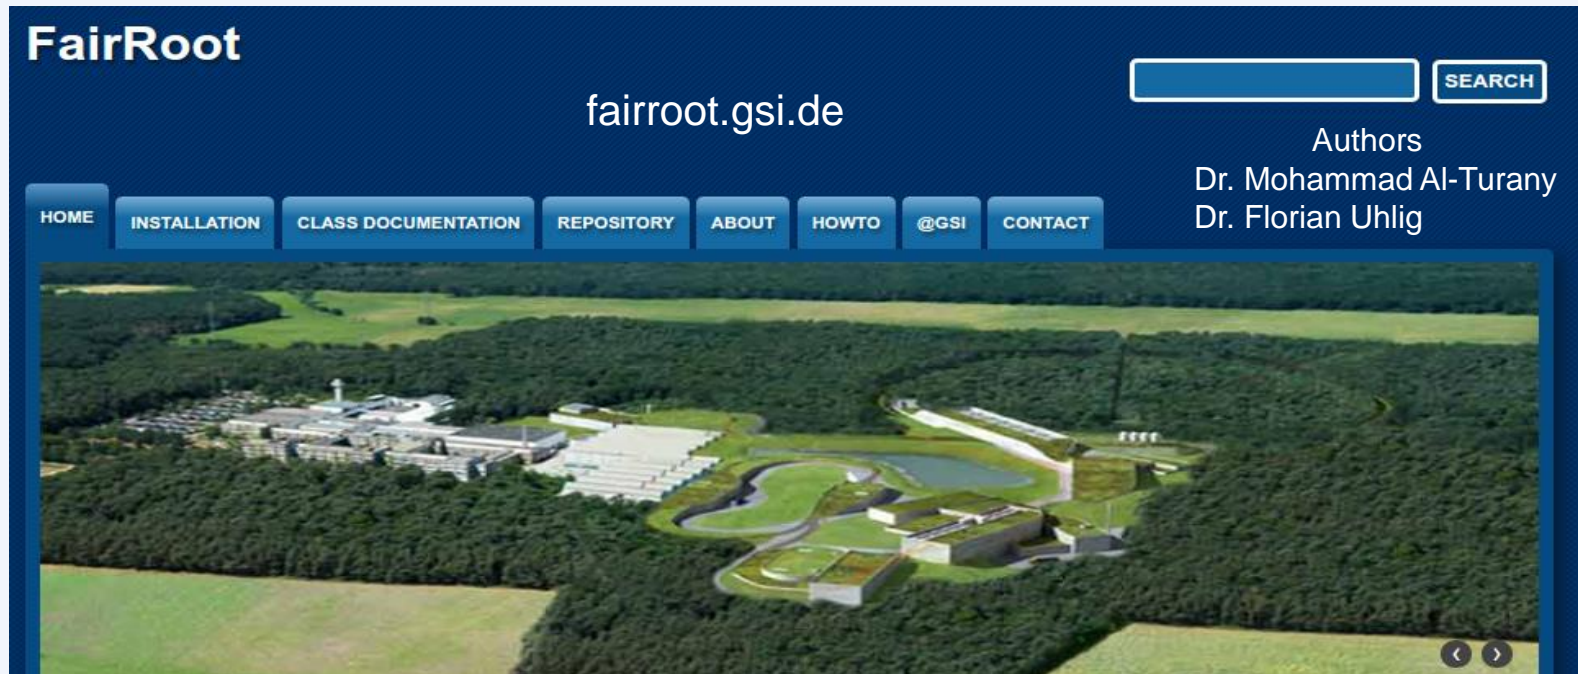 FairRoot
SEARCH
fairroot.gsi.de
Authors
Dr. Mohammad Al-Turany
Dr. Florian Uhlig
HOME
INSTALLATION
CLASS DOCUMENTATION
REPOSITORY
ABOUT
HOWTO
@GSI
CONTACT